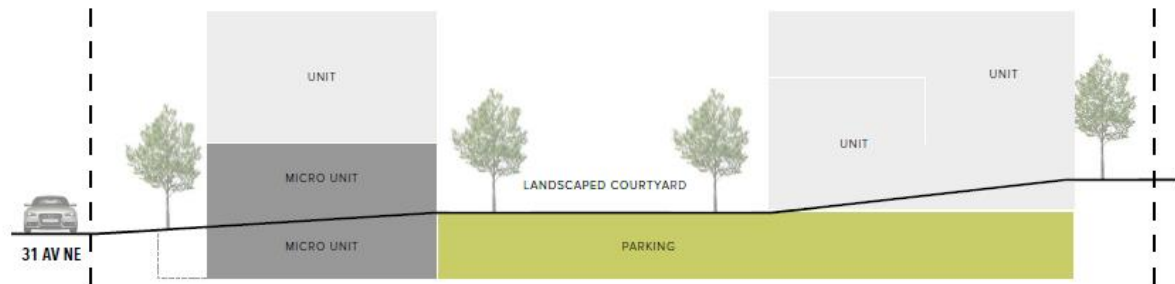 UNIT
UNIT
UNIT
MICRO UNIT
LANDSCAPED COURTYARD
31 AV NE
MICRO UNIT
PARKING